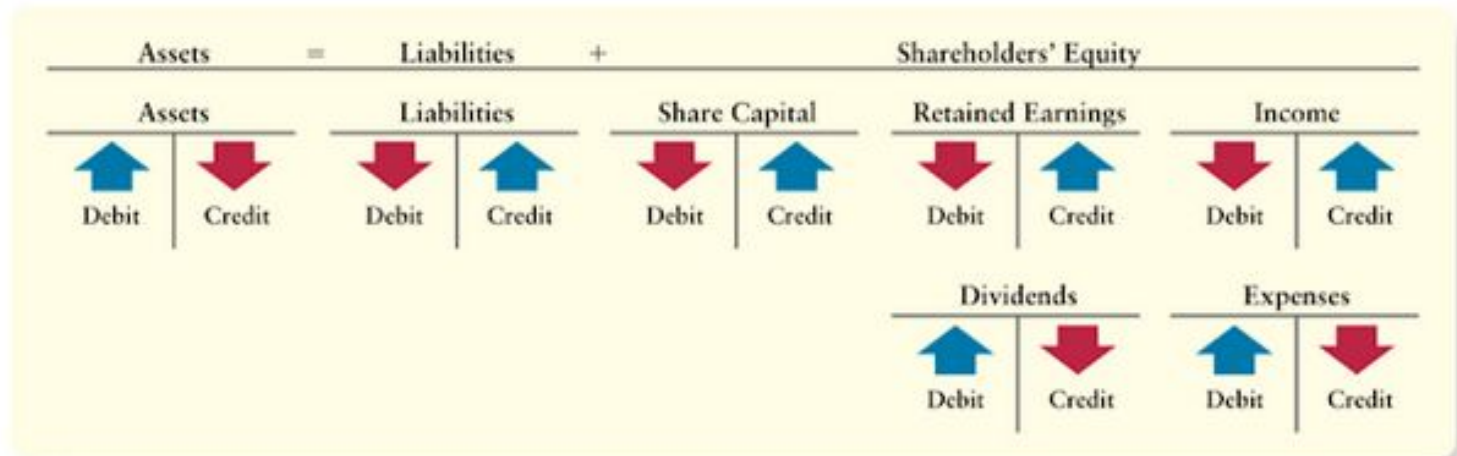 Assets = Liabilities + Shareholders' Equity
Assets Liabilities Share Capital Retained Earnings Income
Debit Credit Debit Credit Debit Credit Debit Credit Debit Credit
Dividends Expenses
Debit Credit Debit Credit